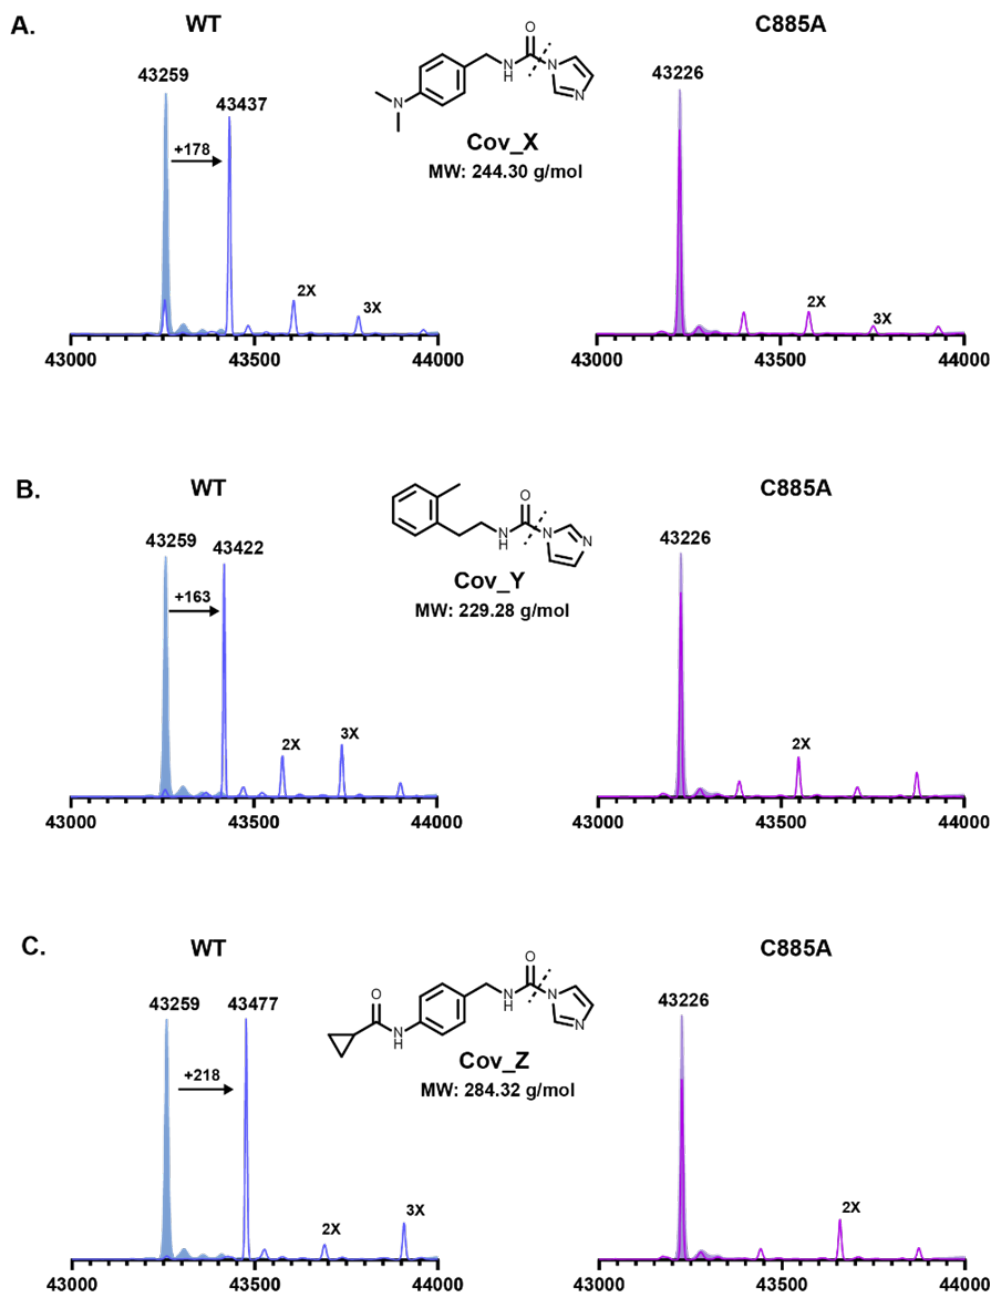 A.
WT
C885A
43259
43437
+178
2X
3X
O
N
H
N
N
N
Cov_X
MW: 244.30 g/mol
43226
2X
3X
43000
43500
44000
43000
43500
44000
B.
WT
C885A
43259
43422
+163
2X
3X
O
N
H
N
N
Cov_Y
MW: 229.28 g/mol
43226
2X
43000
43500
44000
43000
43500
44000
C.
WT
C885A
43259
43477
+218
2X
3X
O
N
H
O
N
H
N
N
Cov_Z
MW: 284.32 g/mol
43226
2X
43000
43500
44000
43000
43500
44000